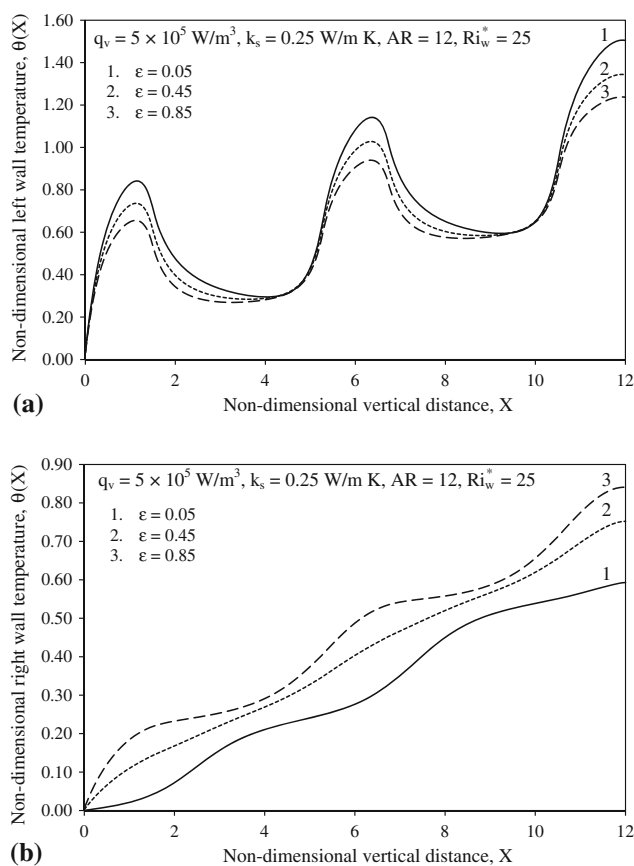 Non-dimensional left wall temperature, θ(X)
1.60
1.40
1.20
1.00
0.80
0.60
0.40
0.20
0.00
q_v = 5 × 10^5 W/m^3, k_s = 0.25 W/m K, AR = 12, Ri_w^* = 25
1. ε = 0.05
2. ε = 0.45
3. ε = 0.85
1
2
3
0 2 4 6 8 10 12
(a) Non-dimensional vertical distance, X
Non-dimensional right wall temperature, θ(X)
0.90
0.80
0.70
0.60
0.50
0.40
0.30
0.20
0.10
0.00
q_v = 5 × 10^5 W/m^3, k_s = 0.25 W/m K, AR = 12, Ri_w^* = 25
1. ε = 0.05
2. ε = 0.45
3. ε = 0.85
3
2
1
0 2 4 6 8 10 12
(b) Non-dimensional vertical distance, X